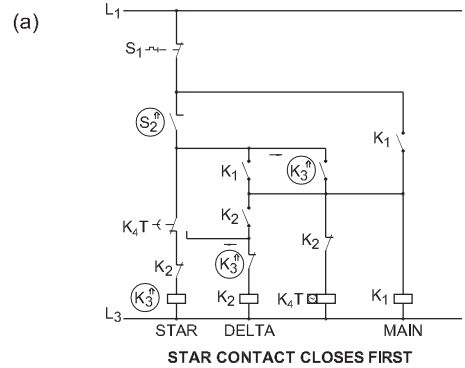 (a)
L1
S1
S2
K1
K1
K3
K4T
K2
K2
K2
K3
K3
K2
K4T
K1
L3
STAR DELTA MAIN
STAR CONTACT CLOSES FIRST